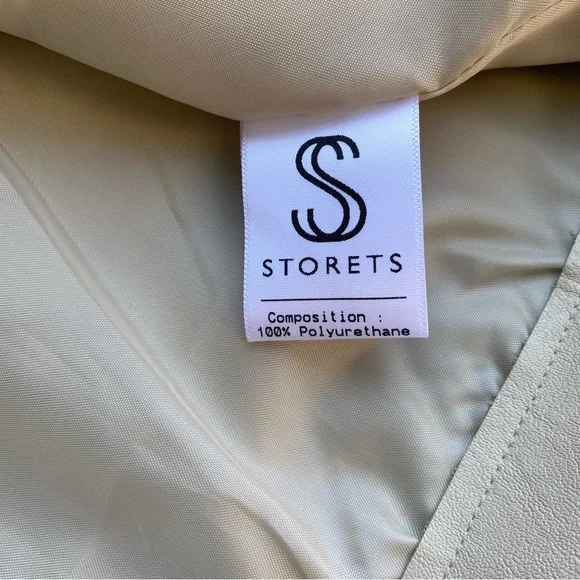 STORETS
Composition :
100% Polyurethane